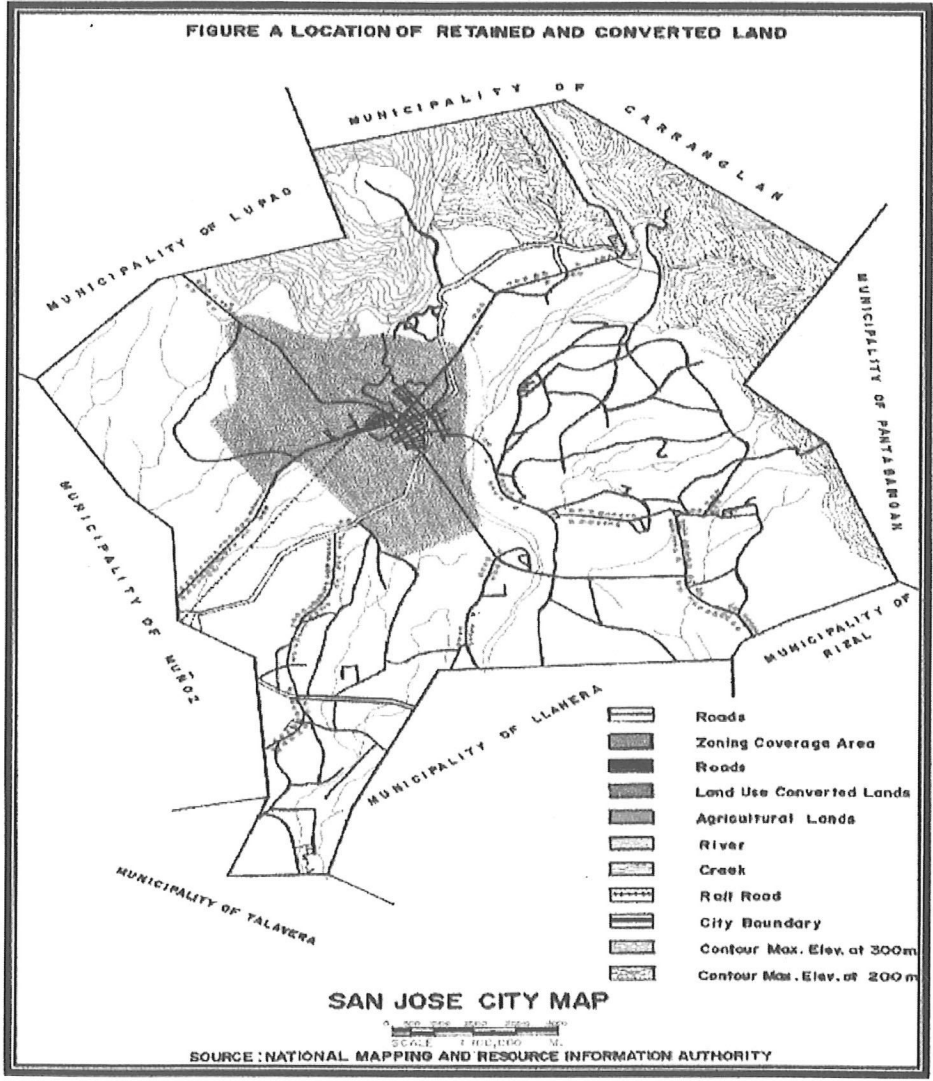 FIGURE A LOCATION OF RETAINED AND CONVERTED LAND
MUNICIPALITY OF CARRANGLAN
MUNICIPALITY OF LUPAO
MUNICIPALITY OF PANTABANGAN
MUNICIPALITY OF MUÑOZ
MUNICIPALITY OF RIZAL
MUNICIPALITY OF LLANERA
MUNICIPALITY OF TALAVERA
Roads
Zoning Coverage Area
Roads
Land Use Converted Lands
Agricultural Lands
River
Creek
Rail Road
City Boundary
Contour Max. Elev. at 300m
Contour Max. Elev. at 200m
SAN JOSE CITY MAP
SCALE M.
SOURCE : NATIONAL MAPPING AND RESOURCE INFORMATION AUTHORITY